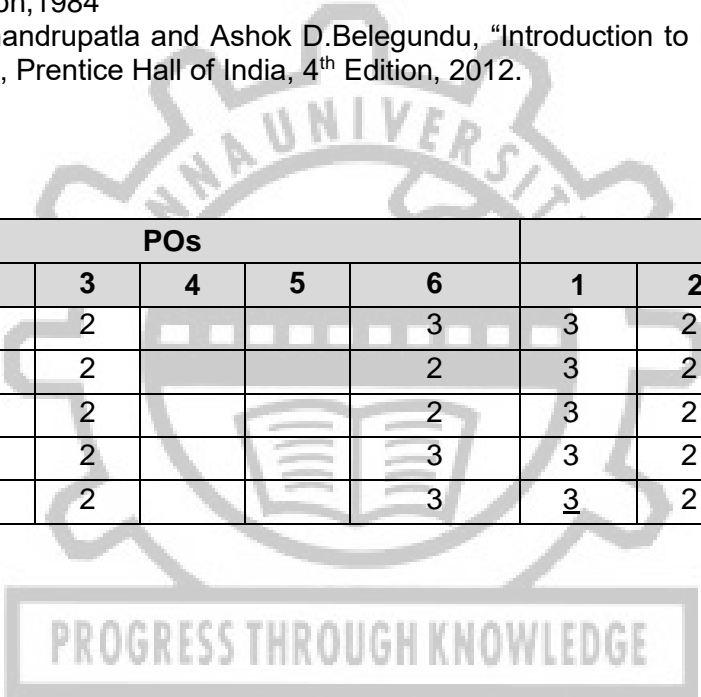 on,1984
andrupatla and Ashok D.Belegundu, “Introduction to
, Prentice Hall of India, 4th Edition, 2012.
UNIVERSIT
POs
3 4 5 6 1 2
2 3 3 2
2 2 3 2
2 2 3 2
2 3 3 2
2 3 3 2
PROGRESS THROUGH KNOWLEDGE